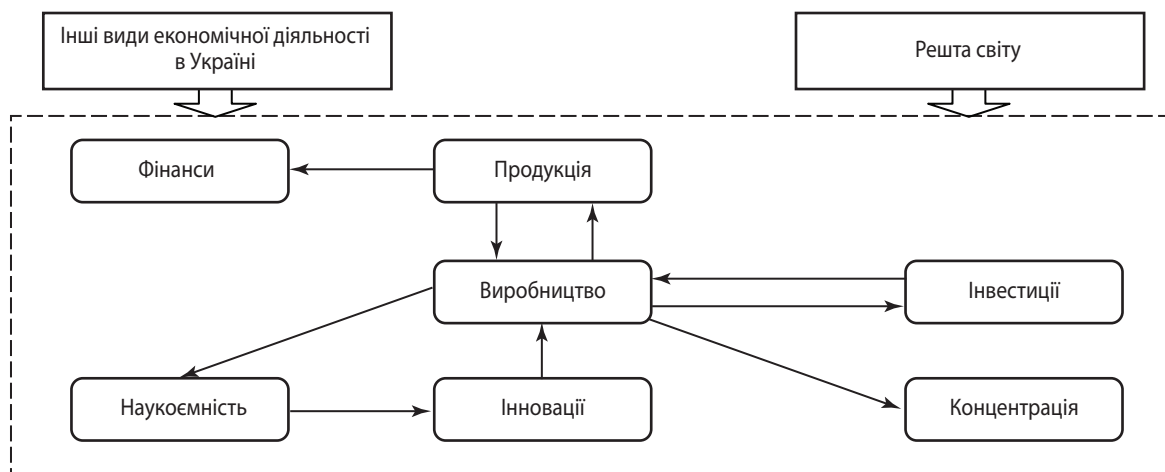 Інші види економічної діяльності
в Україні
Решта світу
Фінанси
Продукція
Виробництво
Інвестиції
Наукоємність
Інновації
Концентрація